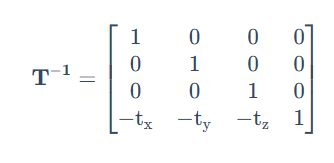 T⁻¹ = [1 0 0 0
0 1 0 0
0 0 1 0
−tₓ −t_y −t_z 1]